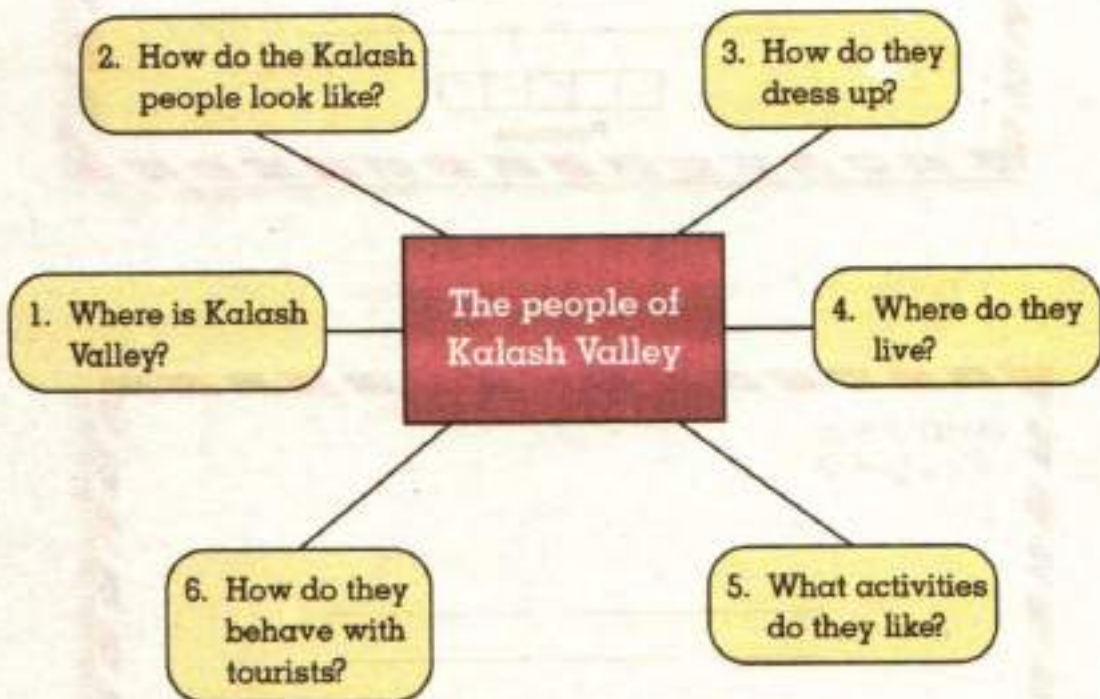 2. How do the Kalash
people look like?
3. How do they
dress up?
1. Where is Kalash
Valley?
The people of
Kalash Valley
4. Where do they
live?
6. How do they
behave with
tourists?
5. What activities
do they like?